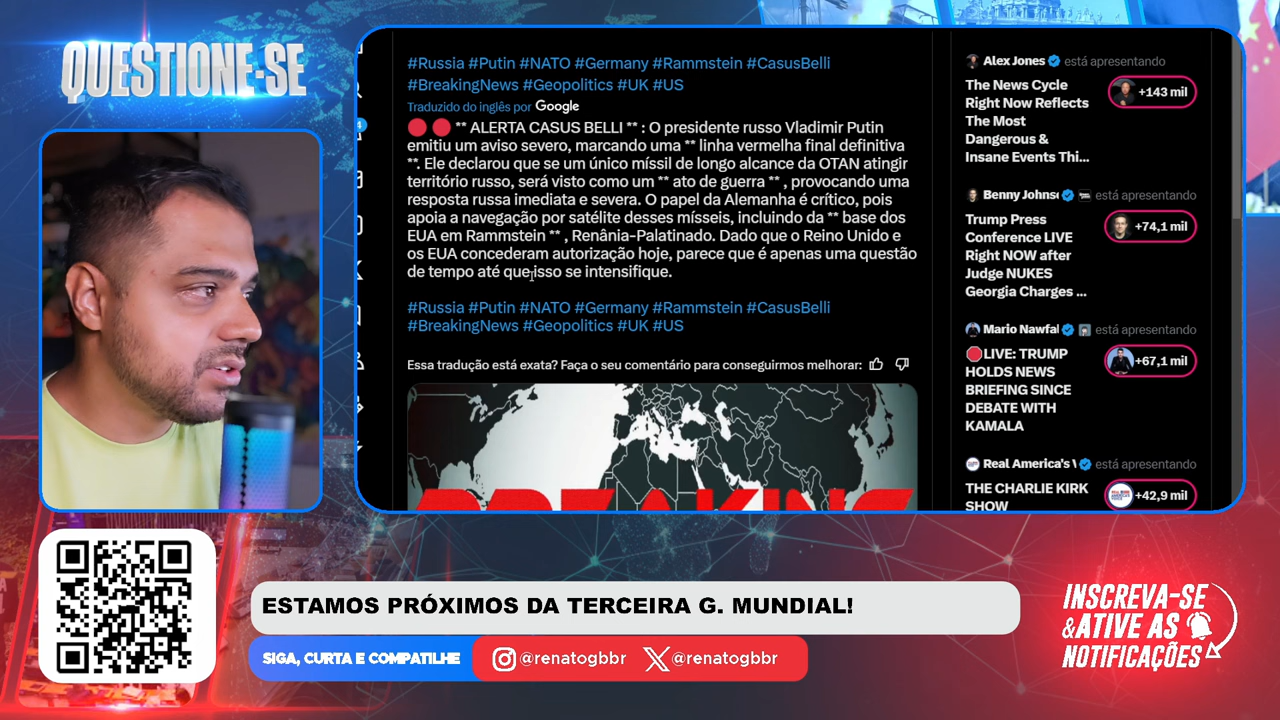 QUESTIONE-SE
#Russia #Putin #NATO #Germany #Rammstein #CasusBelli
#BreakingNews #Geopolitics #UK #US
Traduzido do inglês por Google
🔴 🔴 ** ALERTA CASUS BELLI ** : O presidente russo Vladimir Putin
emitiu um aviso severo, marcando uma ** linha vermelha final definitiva
**. Ele declarou que se um único míssil de longo alcance da OTAN atingir
território russo, será visto como um ** ato de guerra ** , provocando uma
resposta russa imediata e severa. O papel da Alemanha é crítico, pois
apoia a navegação por satélite desses mísseis, incluindo da ** base dos
EUA em Rammstein ** , Renânia-Palatinado. Dado que o Reino Unido e
os EUA concederam autorização hoje, parece que é apenas uma questão
de tempo até que isso se intensifique.
#Russia #Putin #NATO #Germany #Rammstein #CasusBelli
#BreakingNews #Geopolitics #UK #US
Essa tradução está exata? Faça o seu comentário para conseguirmos melhorar:
BREAKING
Alex Jones está apresentando
The News Cycle
Right Now Reflects
The Most
Dangerous &
Insane Events Thi...
+143 mil
Benny Johns está apresentando
Trump Press
Conference LIVE
Right NOW after
Judge NUKES
Georgia Charges ...
+74,1 mil
Mario Nawfal está apresentando
🛑LIVE: TRUMP
HOLDS NEWS
BRIEFING SINCE
DEBATE WITH
KAMALA
+67,1 mil
Real America's está apresentando
THE CHARLIE KIRK
SHOW
+42,9 mil
ESTAMOS PRÓXIMOS DA TERCEIRA G. MUNDIAL!
SIGA, CURTA E COMPATILHE
@renatogbbr
@renatogbbr
INSCREVA-SE
&ATIVE AS
NOTIFICAÇÕES